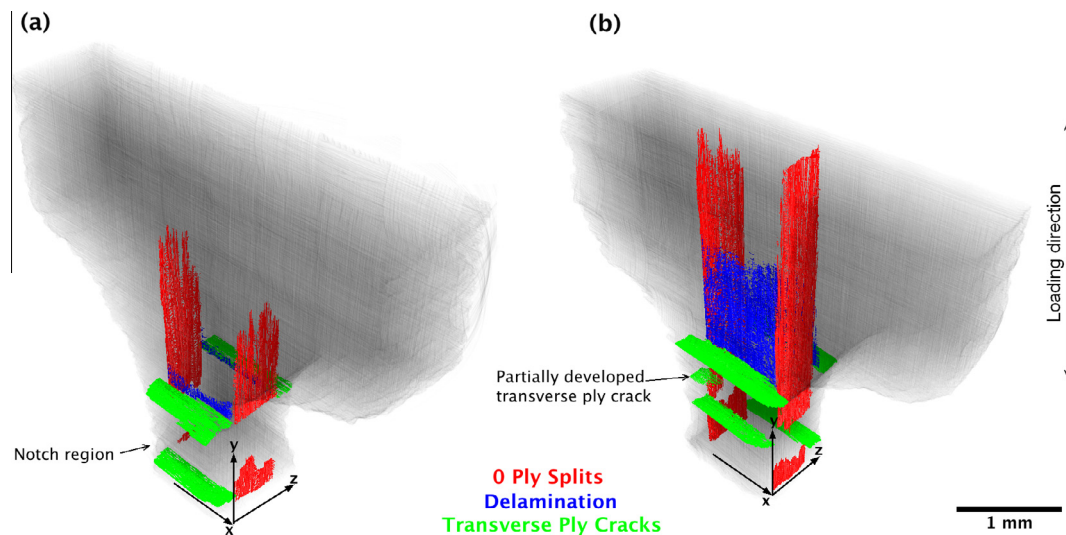 (a)
(b)
Loading direction
Partially developed
transverse ply crack
Notch region
y
z
x
y
z
x
0 Ply Splits
Delamination
Transverse Ply Cracks
1 mm